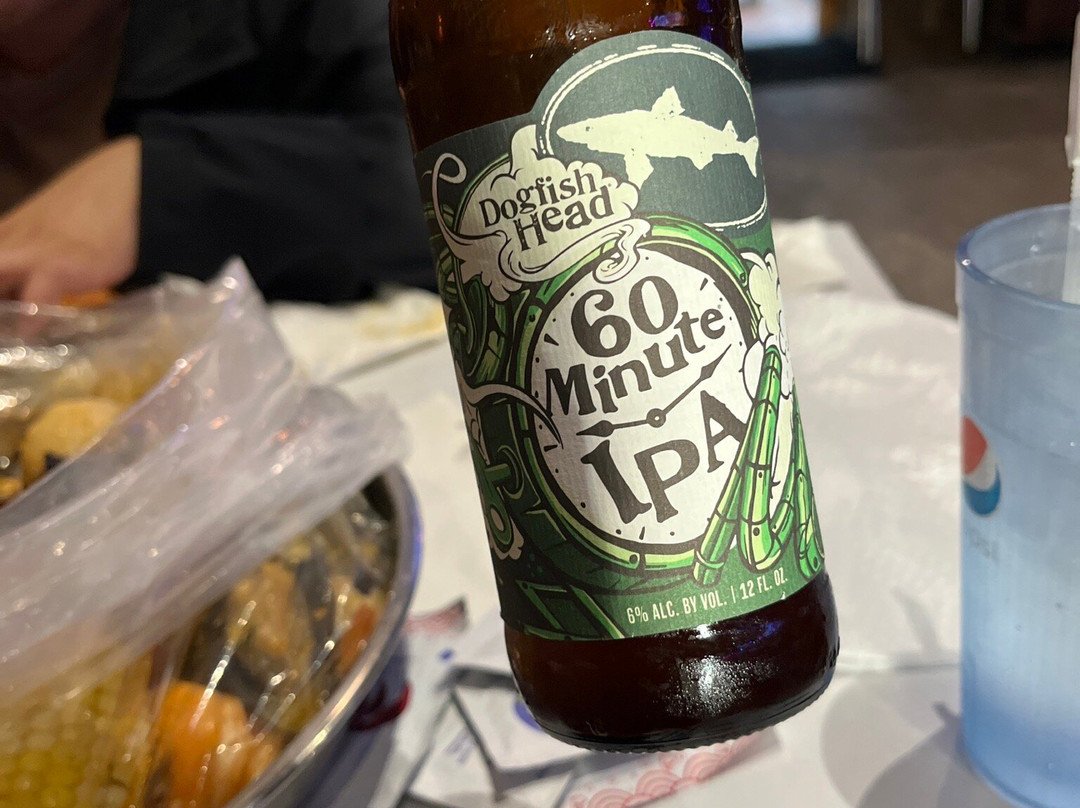 Dogfish
Head
60
Minute
IPA
6% ALC. BY VOL. | 12 FL. OZ.